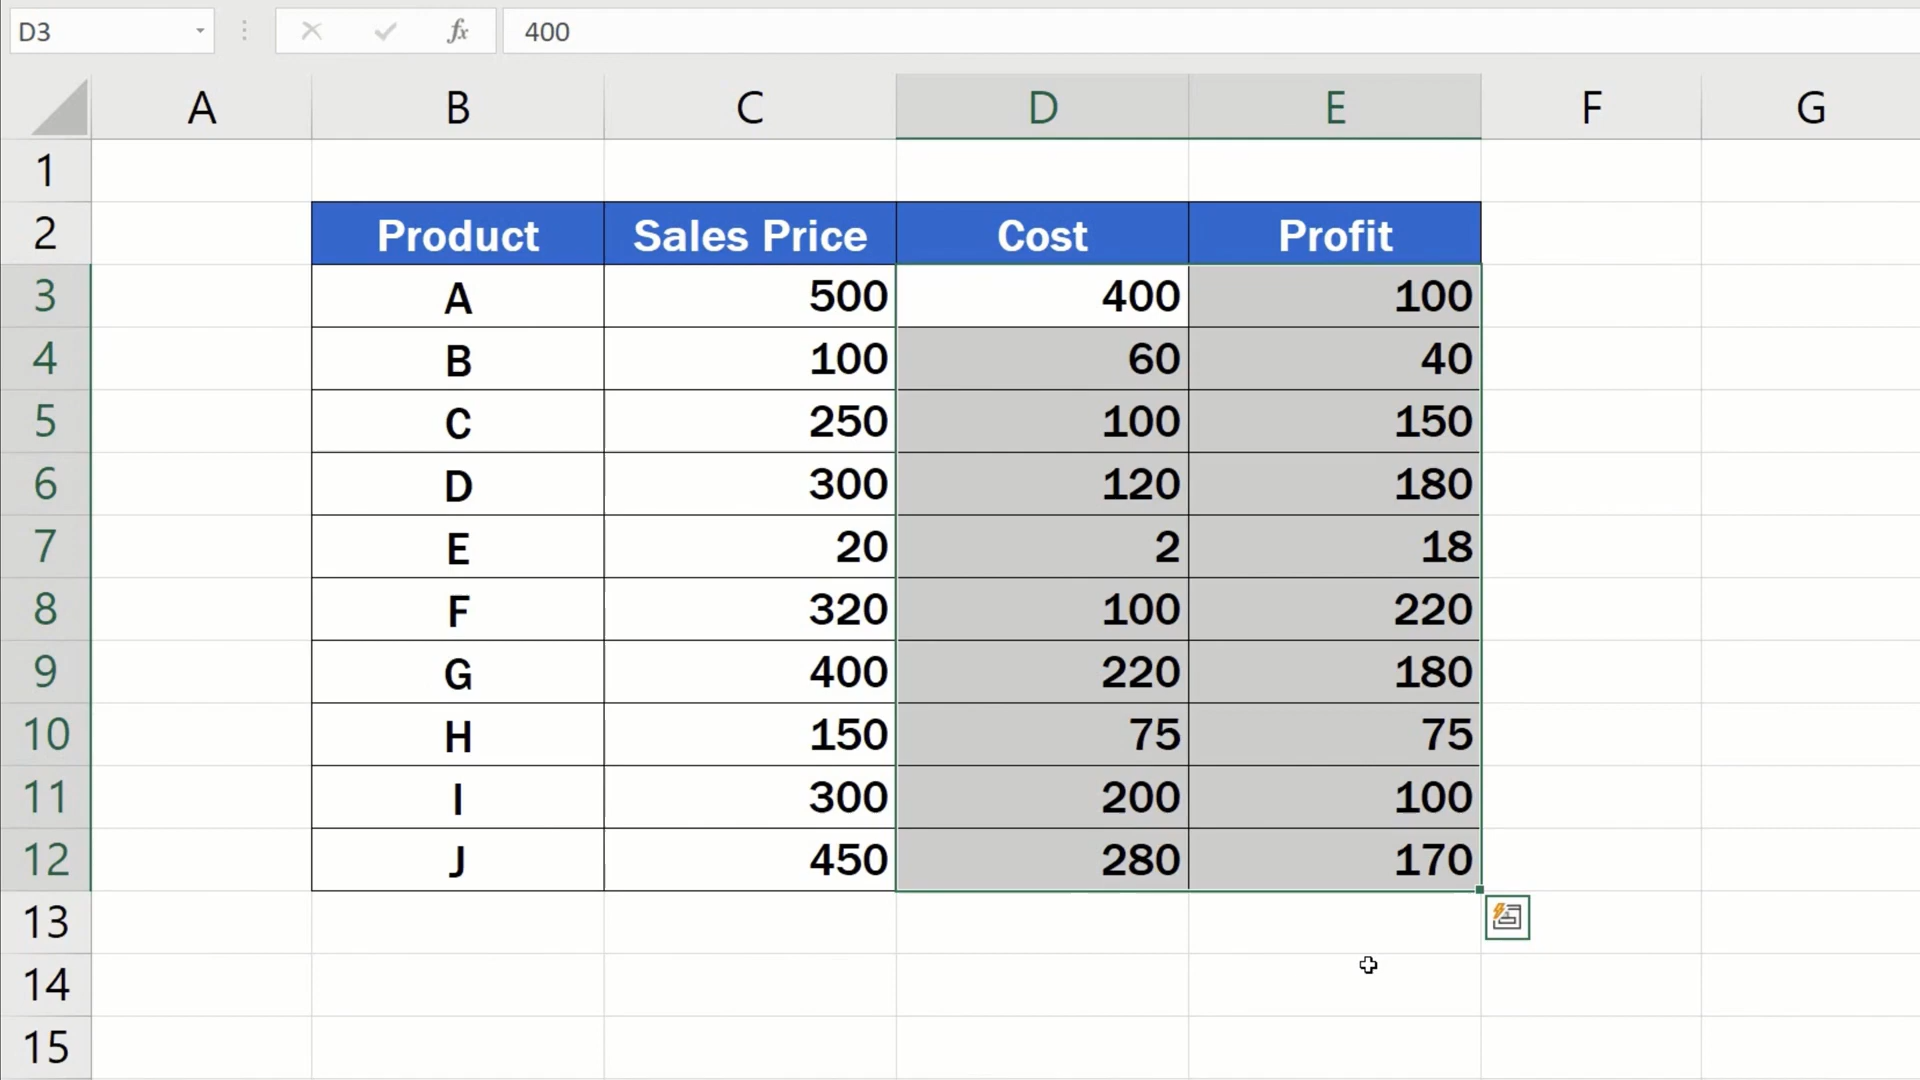 D3 fx 400
A B C D E F G
1
2 Product Sales Price Cost Profit
3 A 500 400 100
4 B 100 60 40
5 C 250 100 150
6 D 300 120 180
7 E 20 2 18
8 F 320 100 220
9 G 400 220 180
10 H 150 75 75
11 I 300 200 100
12 J 450 280 170
13
14
15